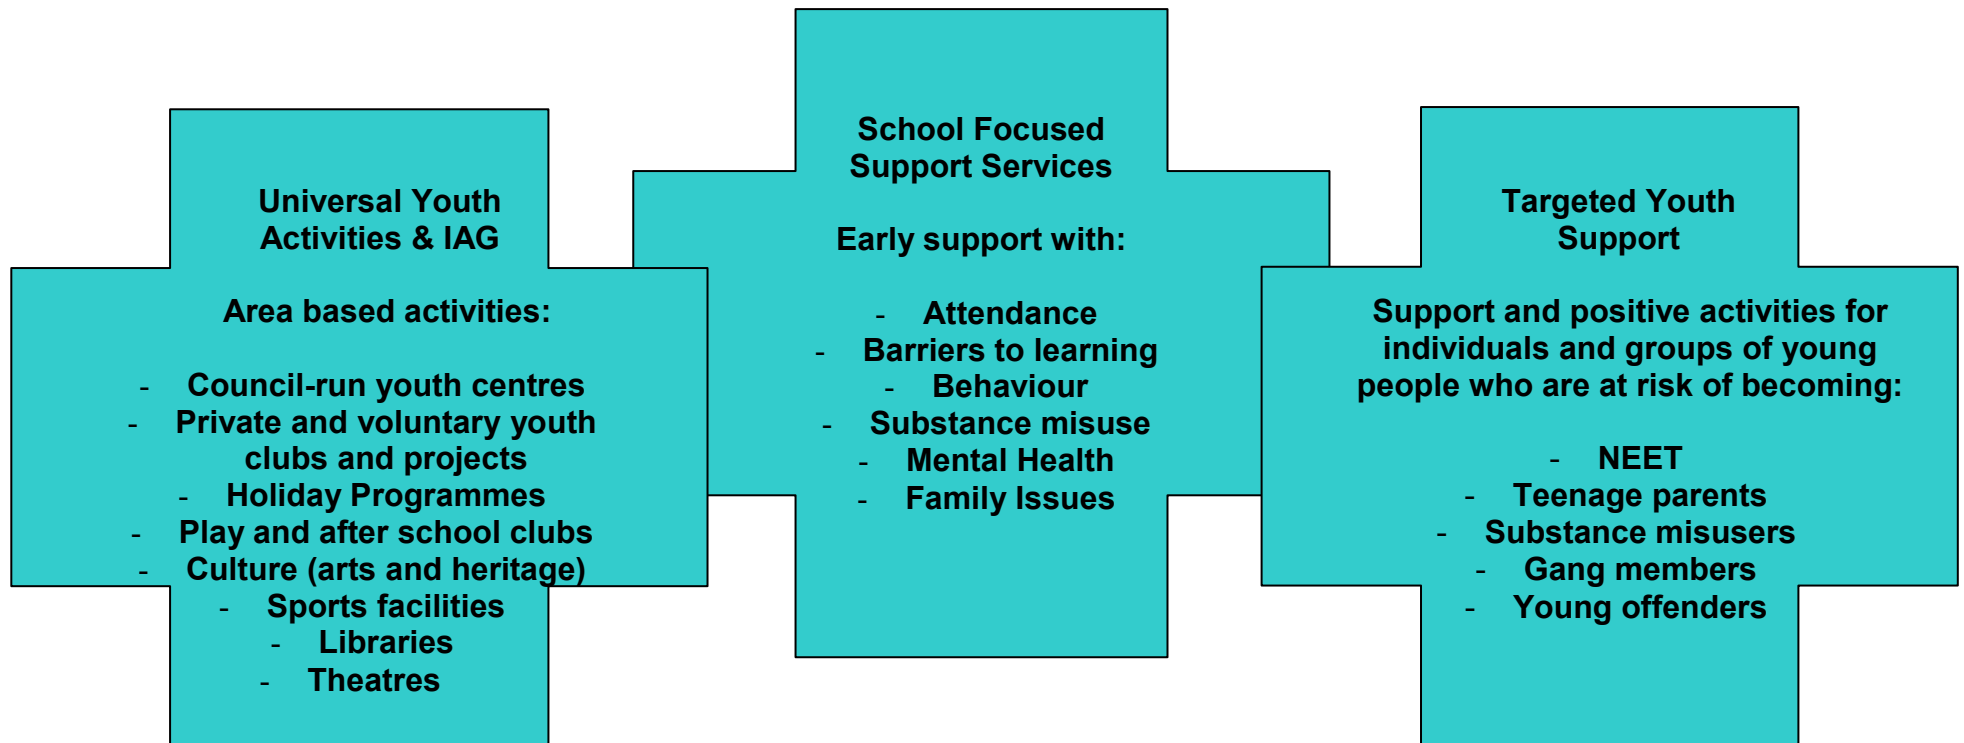 Universal Youth
Activities & IAG
Area based activities:
- Council-run youth centres
- Private and voluntary youth
clubs and projects
- Holiday Programmes
- Play and after school clubs
- Culture (arts and heritage)
- Sports facilities
- Libraries
- Theatres
School Focused
Support Services
Early support with:
- Attendance
- Barriers to learning
- Behaviour
- Substance misuse
- Mental Health
- Family Issues
Targeted Youth
Support
Support and positive activities for
individuals and groups of young
people who are at risk of becoming:
- NEET
- Teenage parents
- Substance misusers
- Gang members
- Young offenders